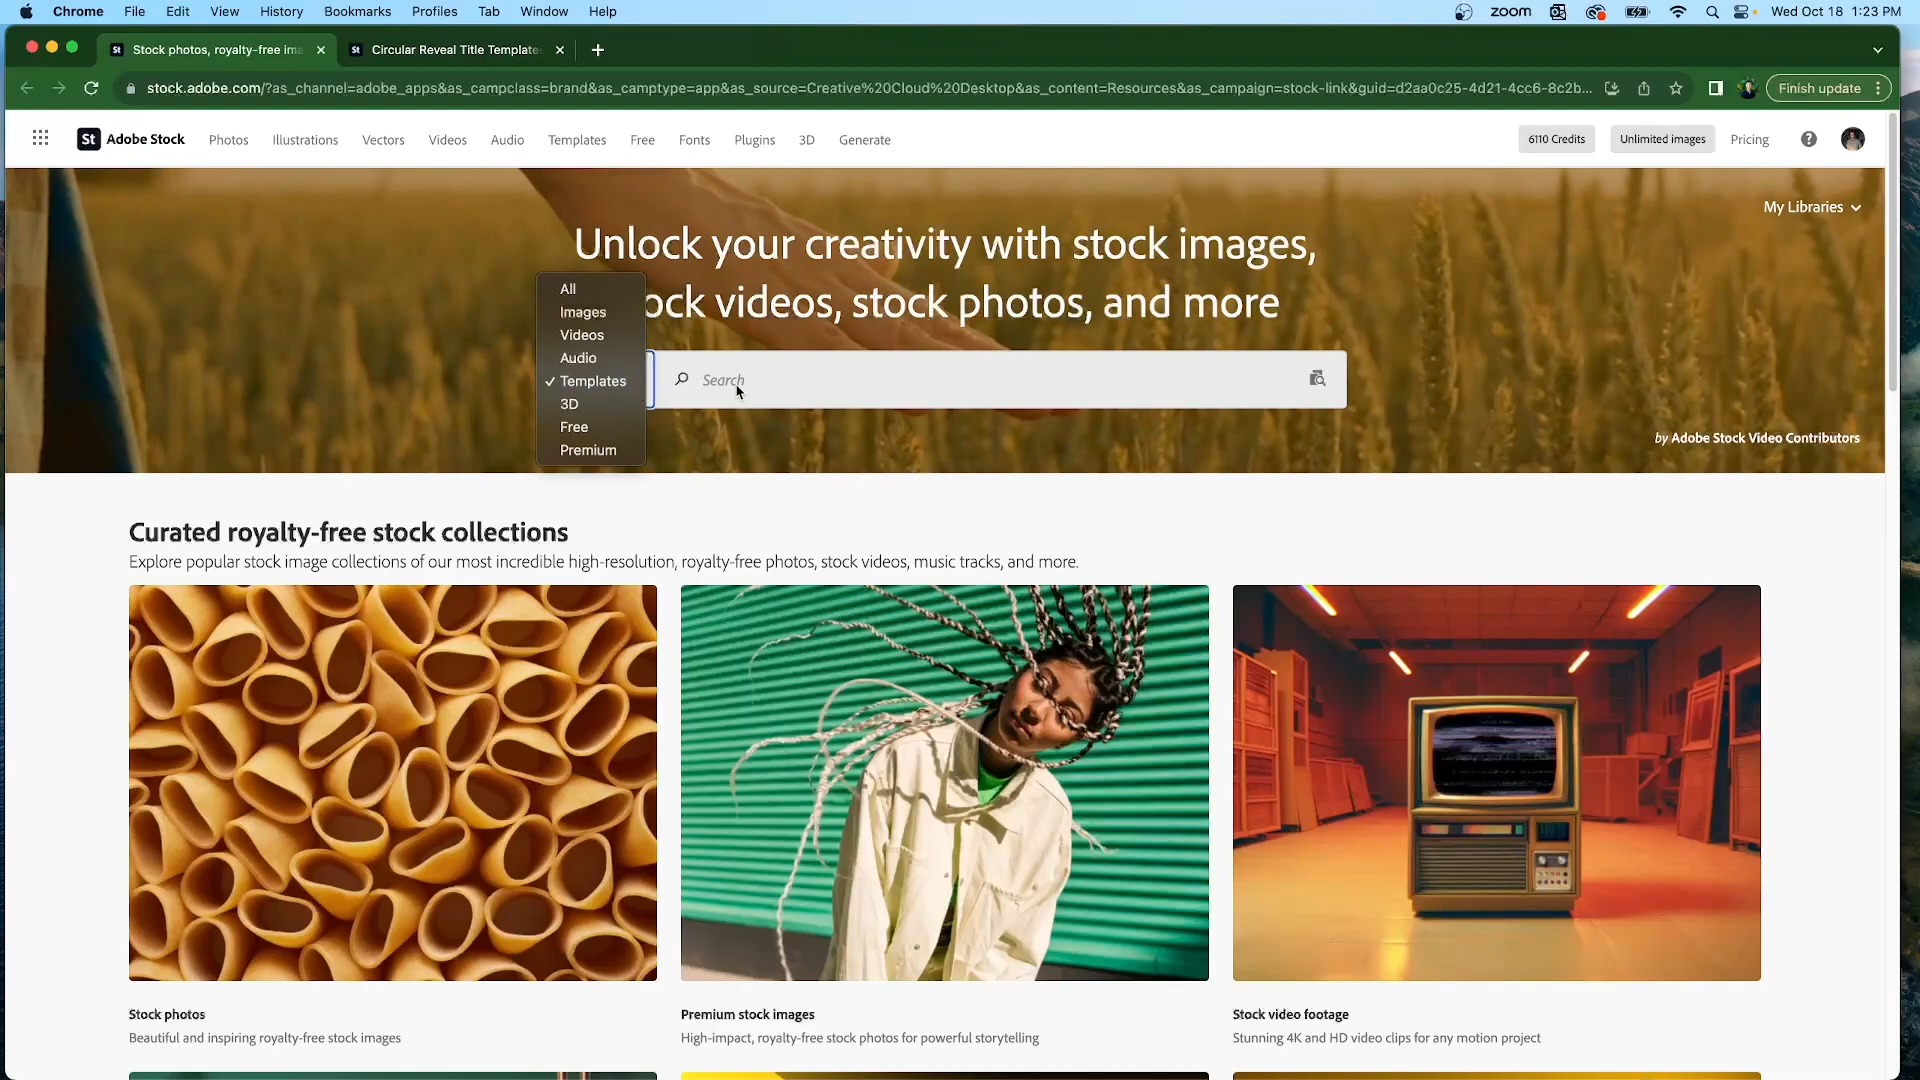 Chrome File Edit View History Bookmarks Profiles Tab Window Help zoom Wed Oct 18 1:23 PM
St Stock photos, royalty-free ima St Circular Reveal Title Template
stock.adobe.com/?as_channel=adobe_apps&as_campclass=brand&as_camptype=app&as_source=Creative%20Cloud%20Desktop&as_content=Resources&as_campaign=stock-link&guid=d2aa0c25-4d21-4cc6-8c2b... Finish update
St Adobe Stock Photos Illustrations Vectors Videos Audio Templates Free Fonts Plugins 3D Generate 6110 Credits Unlimited images Pricing ?
My Libraries
Unlock your creativity with stock images,
ock videos, stock photos, and more
All
Images
Videos
Audio
✓ Templates
3D
Free
Premium
Search
by Adobe Stock Video Contributors
Curated royalty-free stock collections
Explore popular stock image collections of our most incredible high-resolution, royalty-free photos, stock videos, music tracks, and more.
Stock photos
Beautiful and inspiring royalty-free stock images
Premium stock images
High-impact, royalty-free stock photos for powerful storytelling
Stock video footage
Stunning 4K and HD video clips for any motion project